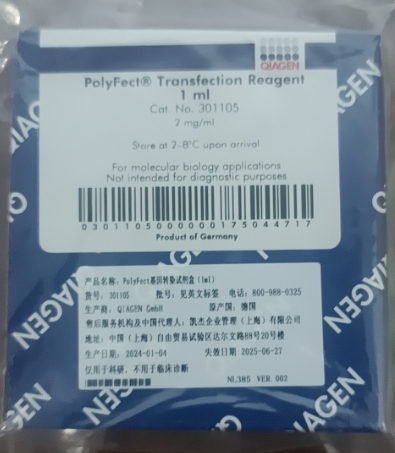 QIAGEN
PolyFect® Transfection Reagent
1 ml
Cat. No. 301105
2 mg/ml
Store at 2-8°C upon arrival
For molecular biology applications
Not intended for diagnostic purposes
0301105000000175044717
Product of Germany
产品名称: PolyFect基因转染试剂盒 (1ml)
货号: 301105 批号: 见英文标签 电话: 800-988-0325
生产商: QIAGEN GmbH 原产国: 德国
售后服务机构及中国代理人: 凯杰企业管理 (上海) 有限公司
地址: 中国 (上海) 自由贸易试验区达尔文路88号20号楼
生产日期: 2024-01-04 失效日期: 2025-06-27
仅用于科研, 不用于临床诊断
NL385 VER.002
QIAGEN
QIAGEN
QIAGEN
QIAGEN